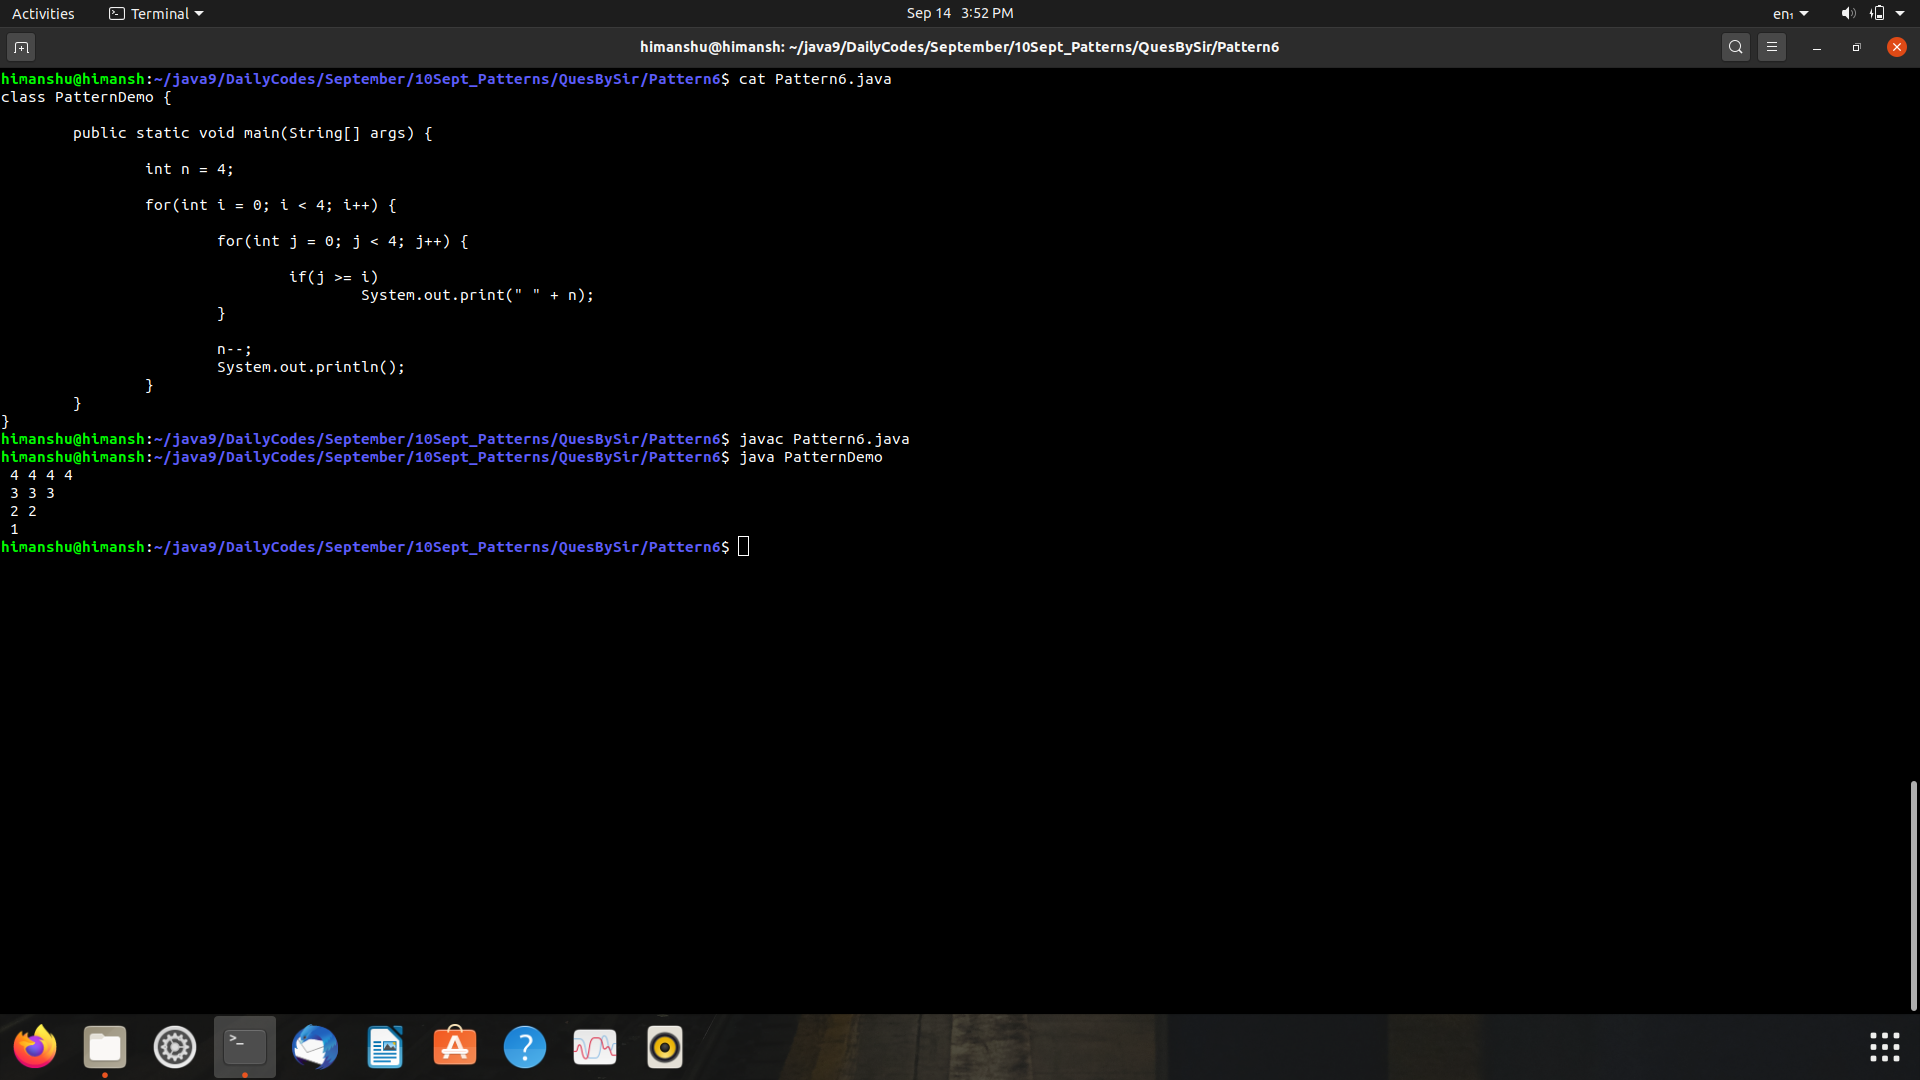 Activities Terminal Sep 14 3:52 PM en₁
himanshu@himansh: ~/java9/DailyCodes/September/10Sept_Patterns/QuesBySir/Pattern6
himanshu@himansh:~/java9/DailyCodes/September/10Sept_Patterns/QuesBySir/Pattern6$ cat Pattern6.java
class PatternDemo {
public static void main(String[] args) {
int n = 4;
for(int i = 0; i < 4; i++) {
for(int j = 0; j < 4; j++) {
if(j >= i)
System.out.print(" " + n);
}
n--;
System.out.println();
}
}
}
himanshu@himansh:~/java9/DailyCodes/September/10Sept_Patterns/QuesBySir/Pattern6$ javac Pattern6.java
himanshu@himansh:~/java9/DailyCodes/September/10Sept_Patterns/QuesBySir/Pattern6$ java PatternDemo
4 4 4 4
3 3 3
2 2
1
himanshu@himansh:~/java9/DailyCodes/September/10Sept_Patterns/QuesBySir/Pattern6$